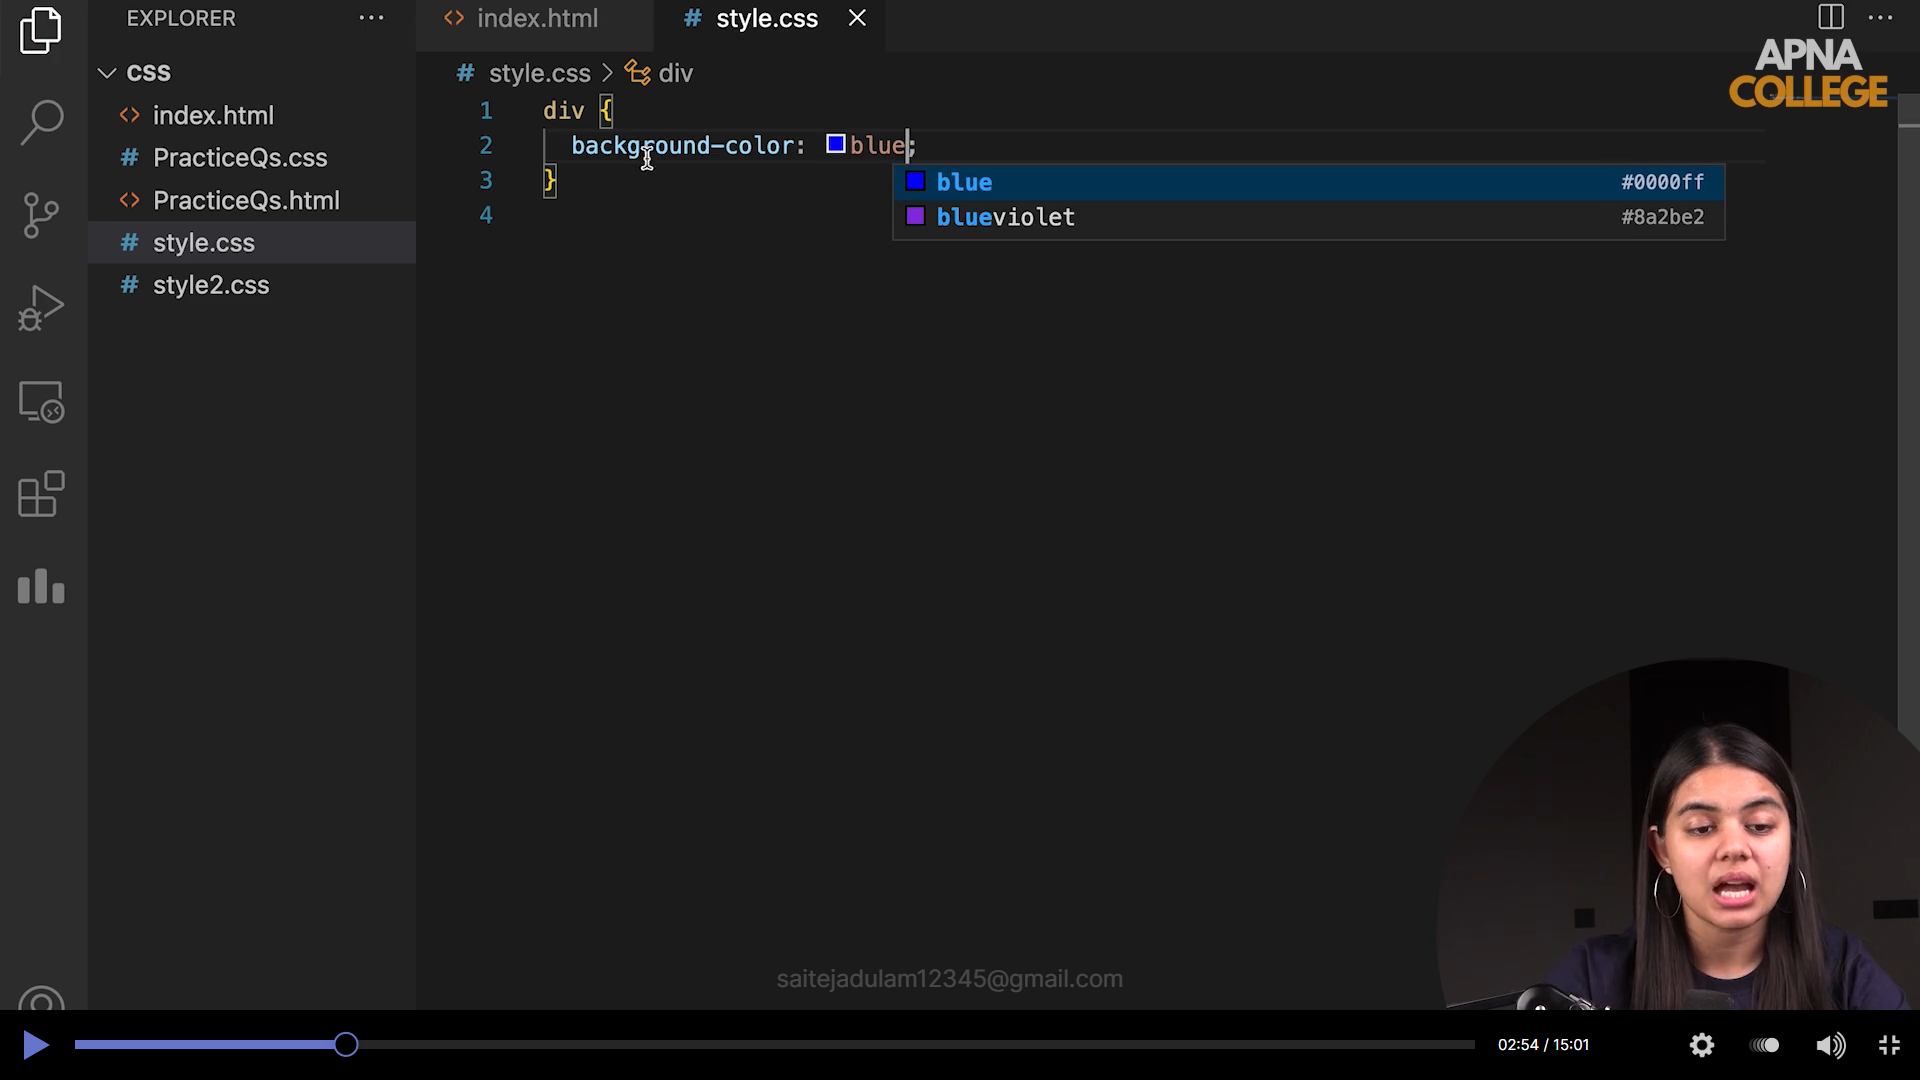 EXPLORER
index.html
style.css
APNA
COLLEGE
CSS
style.css > div
index.html
PracticeQs.css
PracticeQs.html
style.css
style2.css
1 div {
2 background-color: blue;
3 }
4
blue #0000ff
blueviolet #8a2be2
saitejadulam12345@gmail.com
02:54 / 15:01